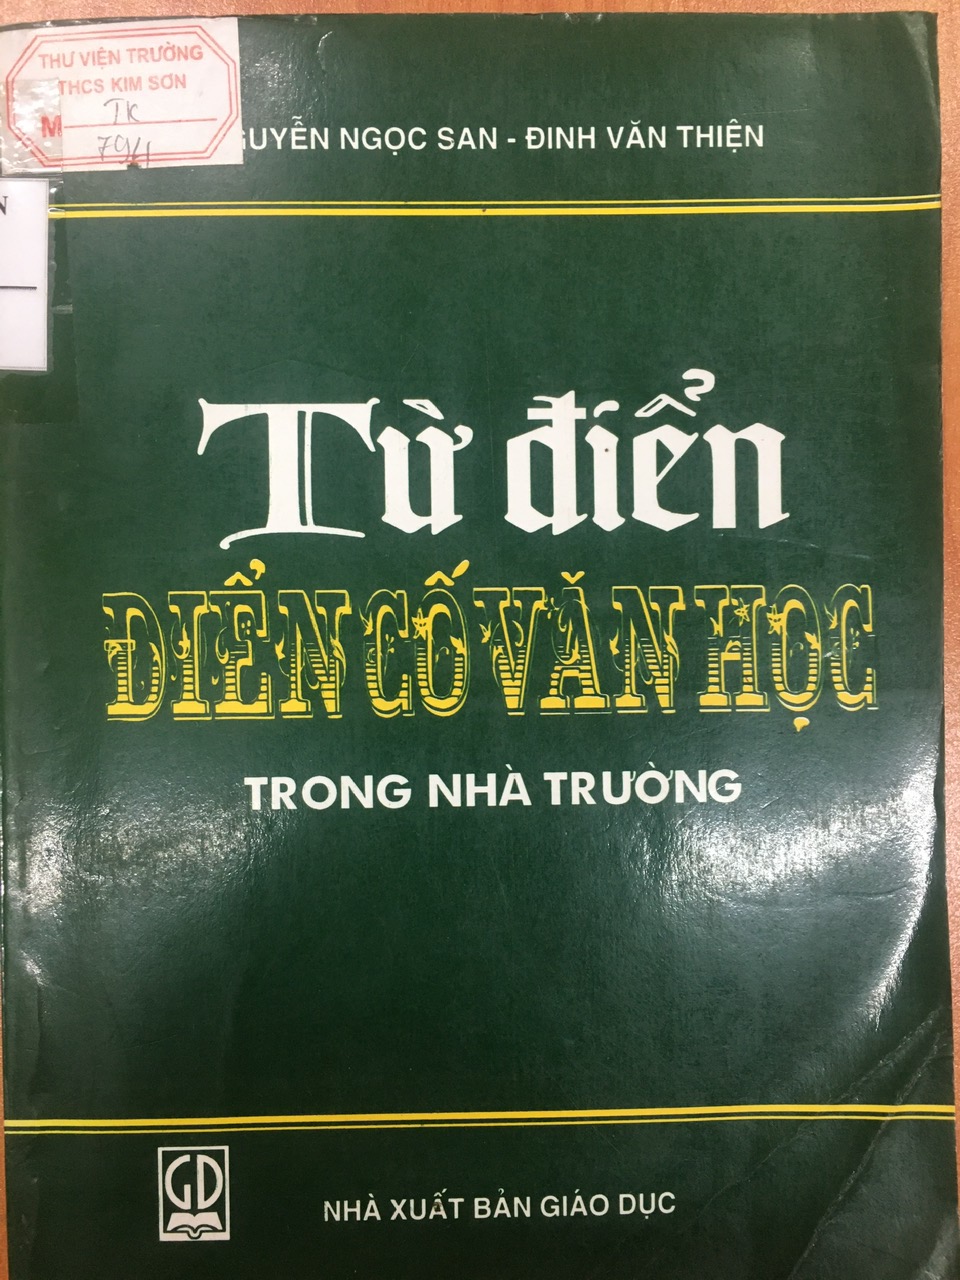 THƯ VIỆN TRƯỜNG
THCS KIM SƠN
TK
GUYỄN NGỌC SAN - ĐINH VĂN THIỆN
N
Từ điển
ĐIỂN CỐ VĂN HỌC
TRONG NHÀ TRƯỜNG
GD
NHÀ XUẤT BẢN GIÁO DỤC